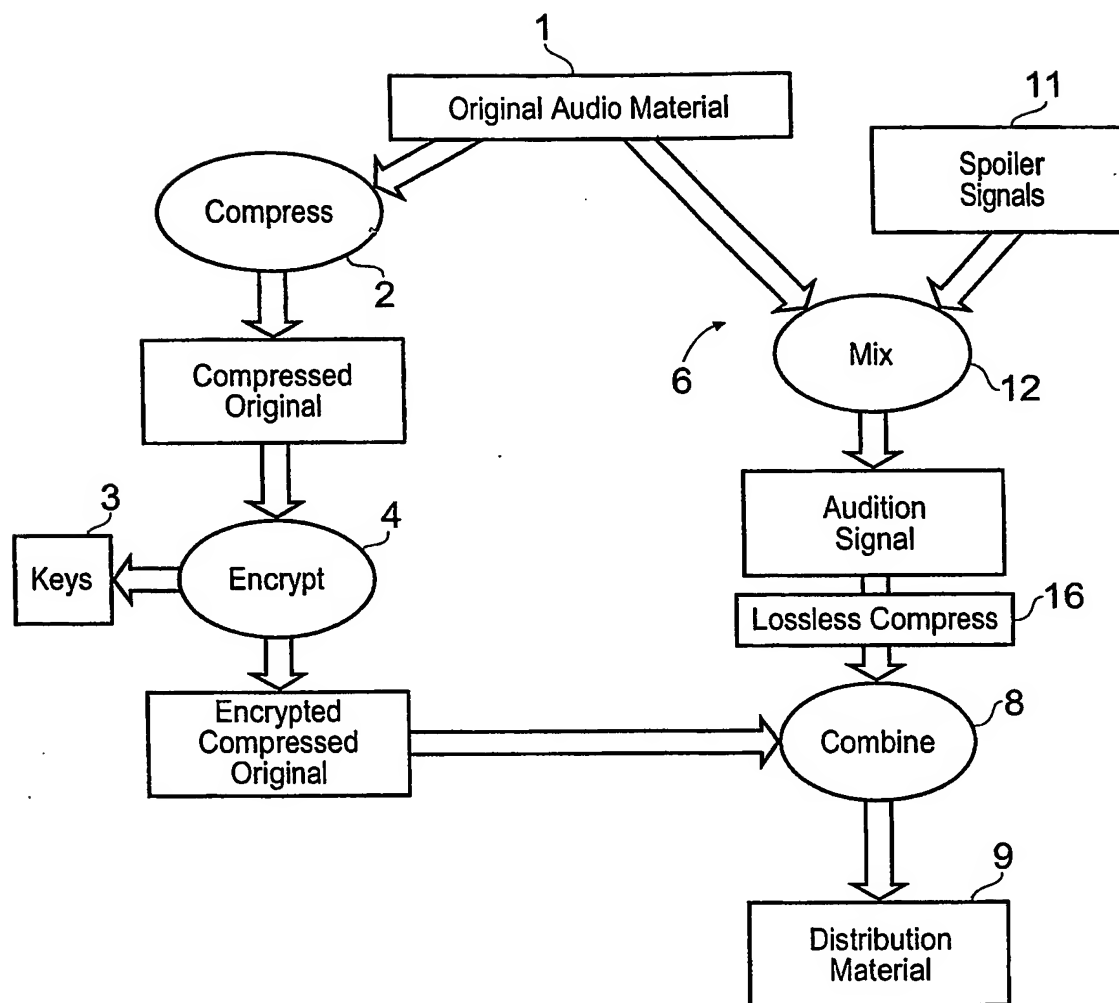 1
Original Audio Material
11
Spoiler
Signals
Compress
2
Compressed
Original
6
Mix
12
3
Keys
4
Encrypt
Audition
Signal
Lossless Compress
16
Encrypted
Compressed
Original
Combine
8
9
Distribution
Material